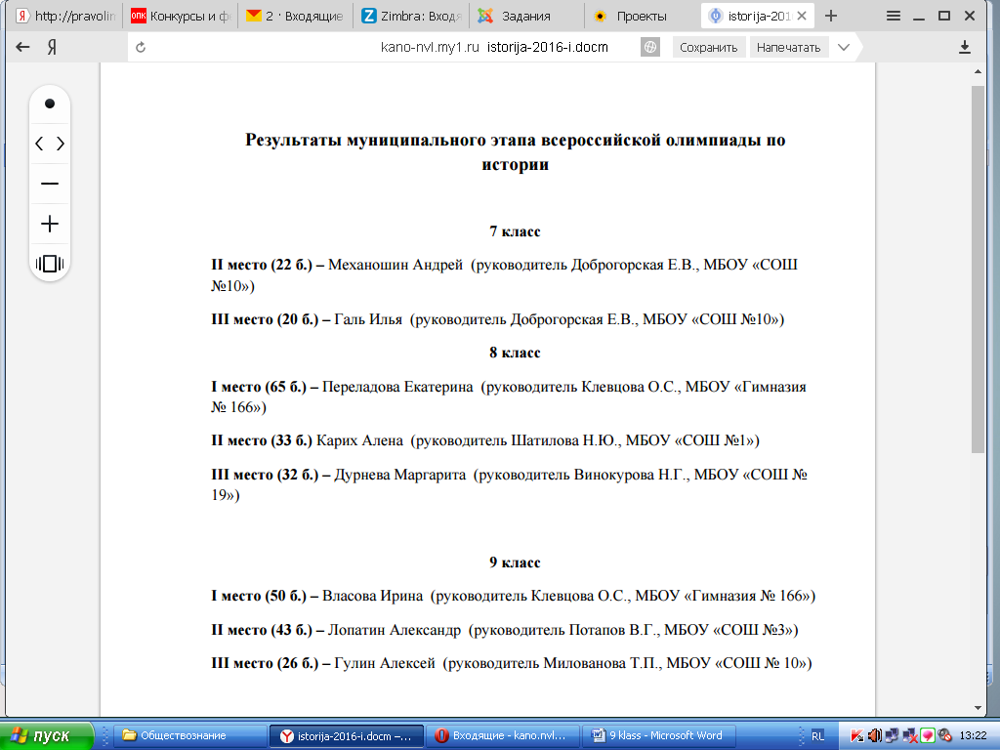 http://pravolim
ОПК Конкурсы и ф
2 · Входящие
Zimbra: Входя
Задания
Проекты
istorija-201
Я kano-nvl.my1.ru istorija-2016-i.docm Сохранить Напечатать
Результаты муниципального этапа всероссийской олимпиады по
истории
7 класс
II место (22 б.) – Механошин Андрей (руководитель Доброгорская Е.В., МБОУ «СОШ
№10»)
III место (20 б.) – Галь Илья (руководитель Доброгорская Е.В., МБОУ «СОШ №10»)
8 класс
I место (65 б.) – Переладова Екатерина (руководитель Клевцова О.С., МБОУ «Гимназия
№ 166»)
II место (33 б.) Карих Алена (руководитель Шатилова Н.Ю., МБОУ «СОШ №1»)
III место (32 б.) – Дурнева Маргарита (руководитель Винокурова Н.Г., МБОУ «СОШ №
19»)
9 класс
I место (50 б.) – Власова Ирина (руководитель Клевцова О.С., МБОУ «Гимназия № 166»)
II место (43 б.) – Лопатин Александр (руководитель Потапов В.Г., МБОУ «СОШ №3»)
III место (26 б.) – Гулин Алексей (руководитель Милованова Т.П., МБОУ «СОШ № 10»)
пуск
Обществознание
istorija-2016-i.docm –...
Входящие - kano.nvl...
9 klass - Microsoft Word
RL
13:22